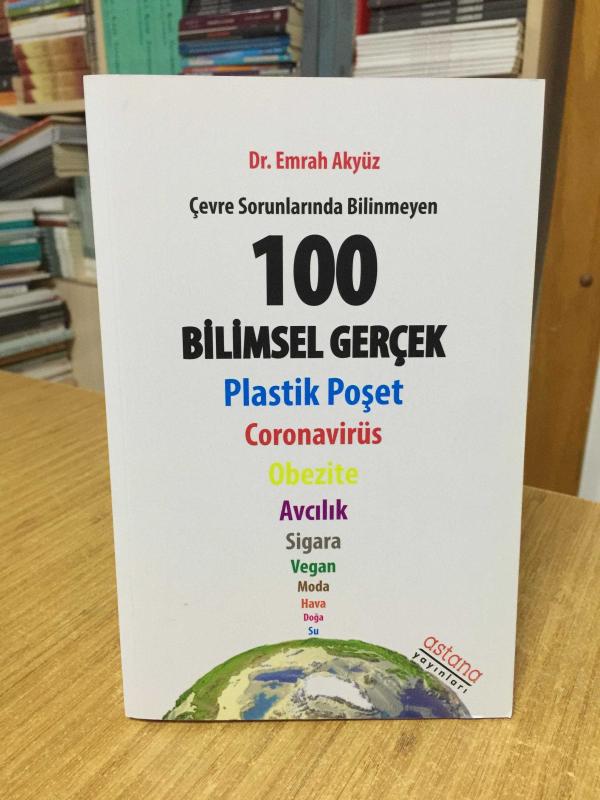 Dr. Emrah Akyüz
Çevre Sorunlarında Bilinmeyen
100
BİLİMSEL GERÇEK
Plastik Poşet
Coronavirüs
Obezite
Avcılık
Sigara
Vegan
Moda
Hava
Doğa
Su
astana
yayınları